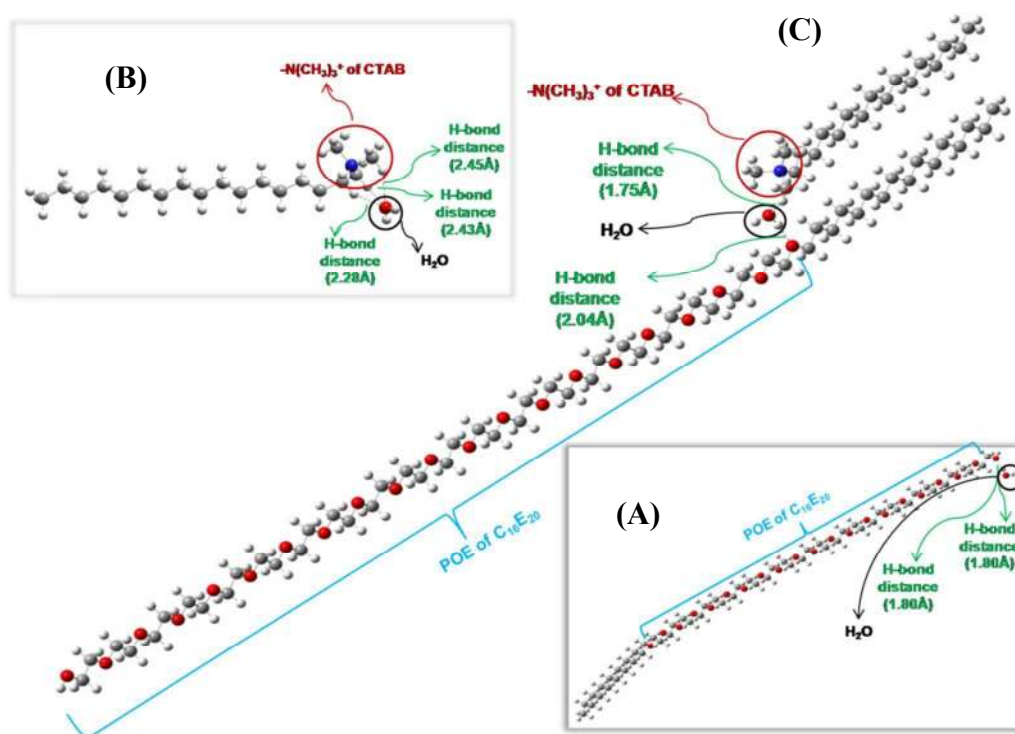 (B)
–N(CH₃)₃⁺ of CTAB
H-bond
distance
(2.45Å)
H-bond
distance
(2.43Å)
H-bond
distance
(2.28Å)
H₂O
(C)
–N(CH₃)₃⁺ of CTAB
H-bond
distance
(1.75Å)
H₂O
H-bond
distance
(2.04Å)
POE of C₁₆E₂₀
(A)
POE of C₁₆E₂₀
H-bond
distance
(1.80Å)
H-bond
distance
(1.80Å)
H₂O